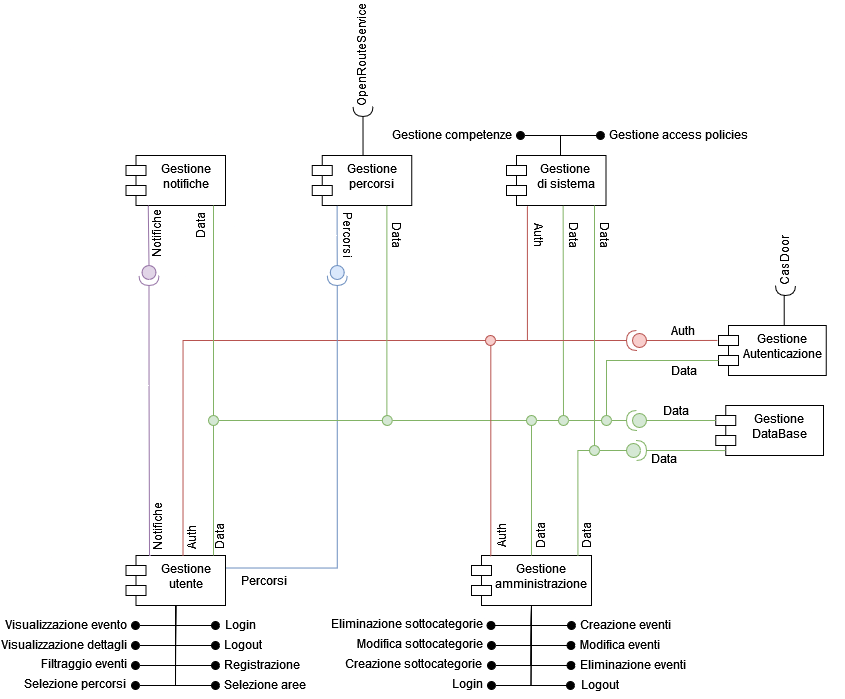 OpenRouteService
Gestione competenze
Gestione access policies
Gestione
notifiche
Gestione
percorsi
Gestione
di sistema
Notifiche
Data
Percorsi
Data
Auth
Data
Data
CasDoor
Auth
Gestione
Autenticazione
Data
Data
Gestione
DataBase
Data
Notifiche
Auth
Data
Auth
Data
Data
Gestione
utente
Percorsi
Gestione
amministrazione
Visualizzazione evento
Login
Visualizzazione dettagli
Logout
Filtraggio eventi
Registrazione
Selezione percorsi
Selezione aree
Eliminazione sottocategorie
Creazione eventi
Modifica sottocategorie
Modifica eventi
Creazione sottocategorie
Eliminazione eventi
Login
Logout